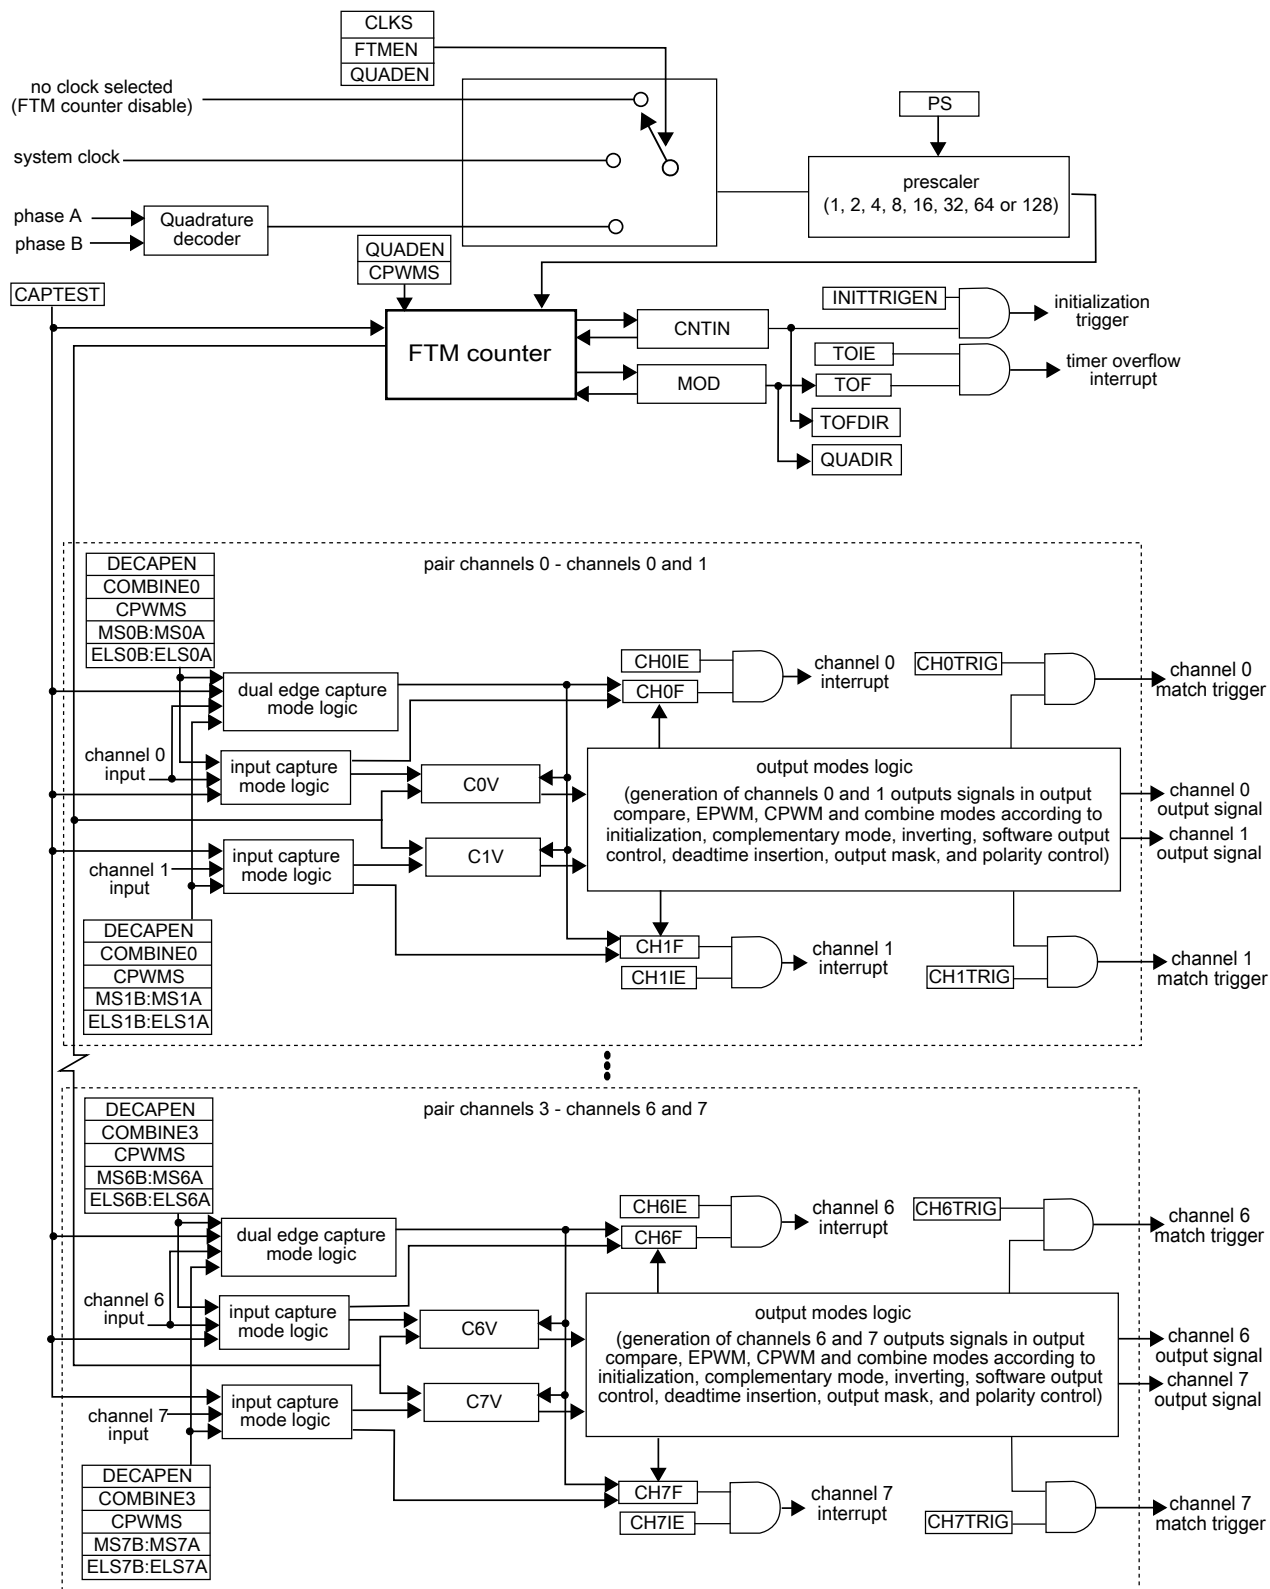 CLKS
FTMEN
QUADEN
no clock selected
(FTM counter disable)
PS
system clock
prescaler
(1, 2, 4, 8, 16, 32, 64 or 128)
phase A
phase B
Quadrature
decoder
QUADEN
CPWMS
CAPTEST
INITTRIGEN
initialization
trigger
CNTIN
FTM counter
TOIE
timer overflow
interrupt
MOD
TOF
TOFDIR
QUADIR
pair channels 0 - channels 0 and 1
DECAPEN
COMBINE0
CPWMS
MS0B:MS0A
ELS0B:ELS0A
CH0IE
channel 0
interrupt
CH0F
CH0TRIG
channel 0
match trigger
dual edge capture
mode logic
channel 0
input
input capture
mode logic
C0V
output modes logic
(generation of channels 0 and 1 outputs signals in output
compare, EPWM, CPWM and combine modes according to
initialization, complementary mode, inverting, software output
control, deadtime insertion, output mask, and polarity control)
channel 0
output signal
channel 1
output signal
channel 1
input
input capture
mode logic
C1V
DECAPEN
COMBINE0
CPWMS
MS1B:MS1A
ELS1B:ELS1A
CH1F
CH1IE
channel 1
interrupt
CH1TRIG
channel 1
match trigger
pair channels 3 - channels 6 and 7
DECAPEN
COMBINE3
CPWMS
MS6B:MS6A
ELS6B:ELS6A
CH6IE
channel 6
interrupt
CH6F
CH6TRIG
channel 6
match trigger
dual edge capture
mode logic
channel 6
input
input capture
mode logic
C6V
output modes logic
(generation of channels 6 and 7 outputs signals in output
compare, EPWM, CPWM and combine modes according to
initialization, complementary mode, inverting, software output
control, deadtime insertion, output mask, and polarity control)
channel 6
output signal
channel 7
output signal
channel 7
input
input capture
mode logic
C7V
DECAPEN
COMBINE3
CPWMS
MS7B:MS7A
ELS7B:ELS7A
CH7F
CH7IE
channel 7
interrupt
CH7TRIG
channel 7
match trigger